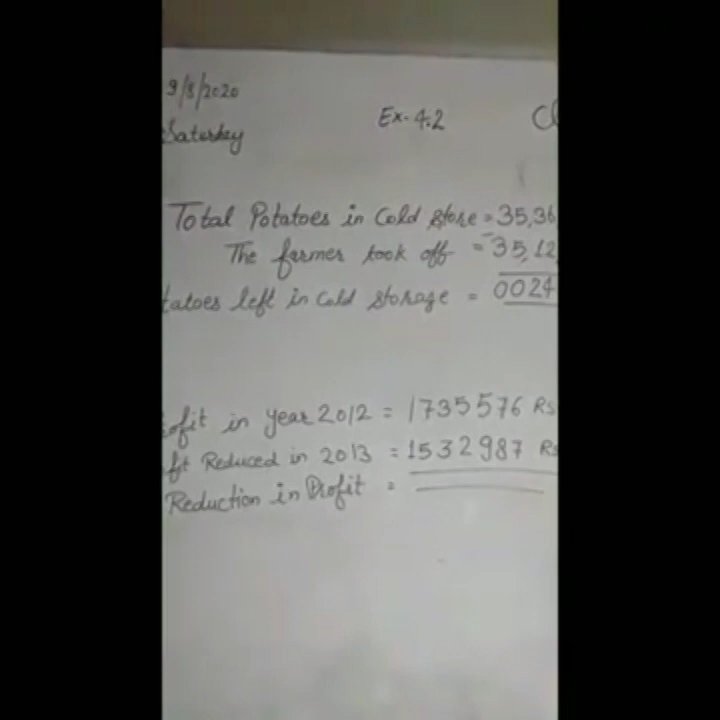 9/8/2020
Ex-4.2
Saturday
Total Potatoes in Cold store = 35,36
The farmer took off = 35,12
tatoes left in Cold storage = 0024
ofit in year 2012 = 1735576 Rs
ft Reduced in 2013 = 1532987 Rs
Reduction in Profit =